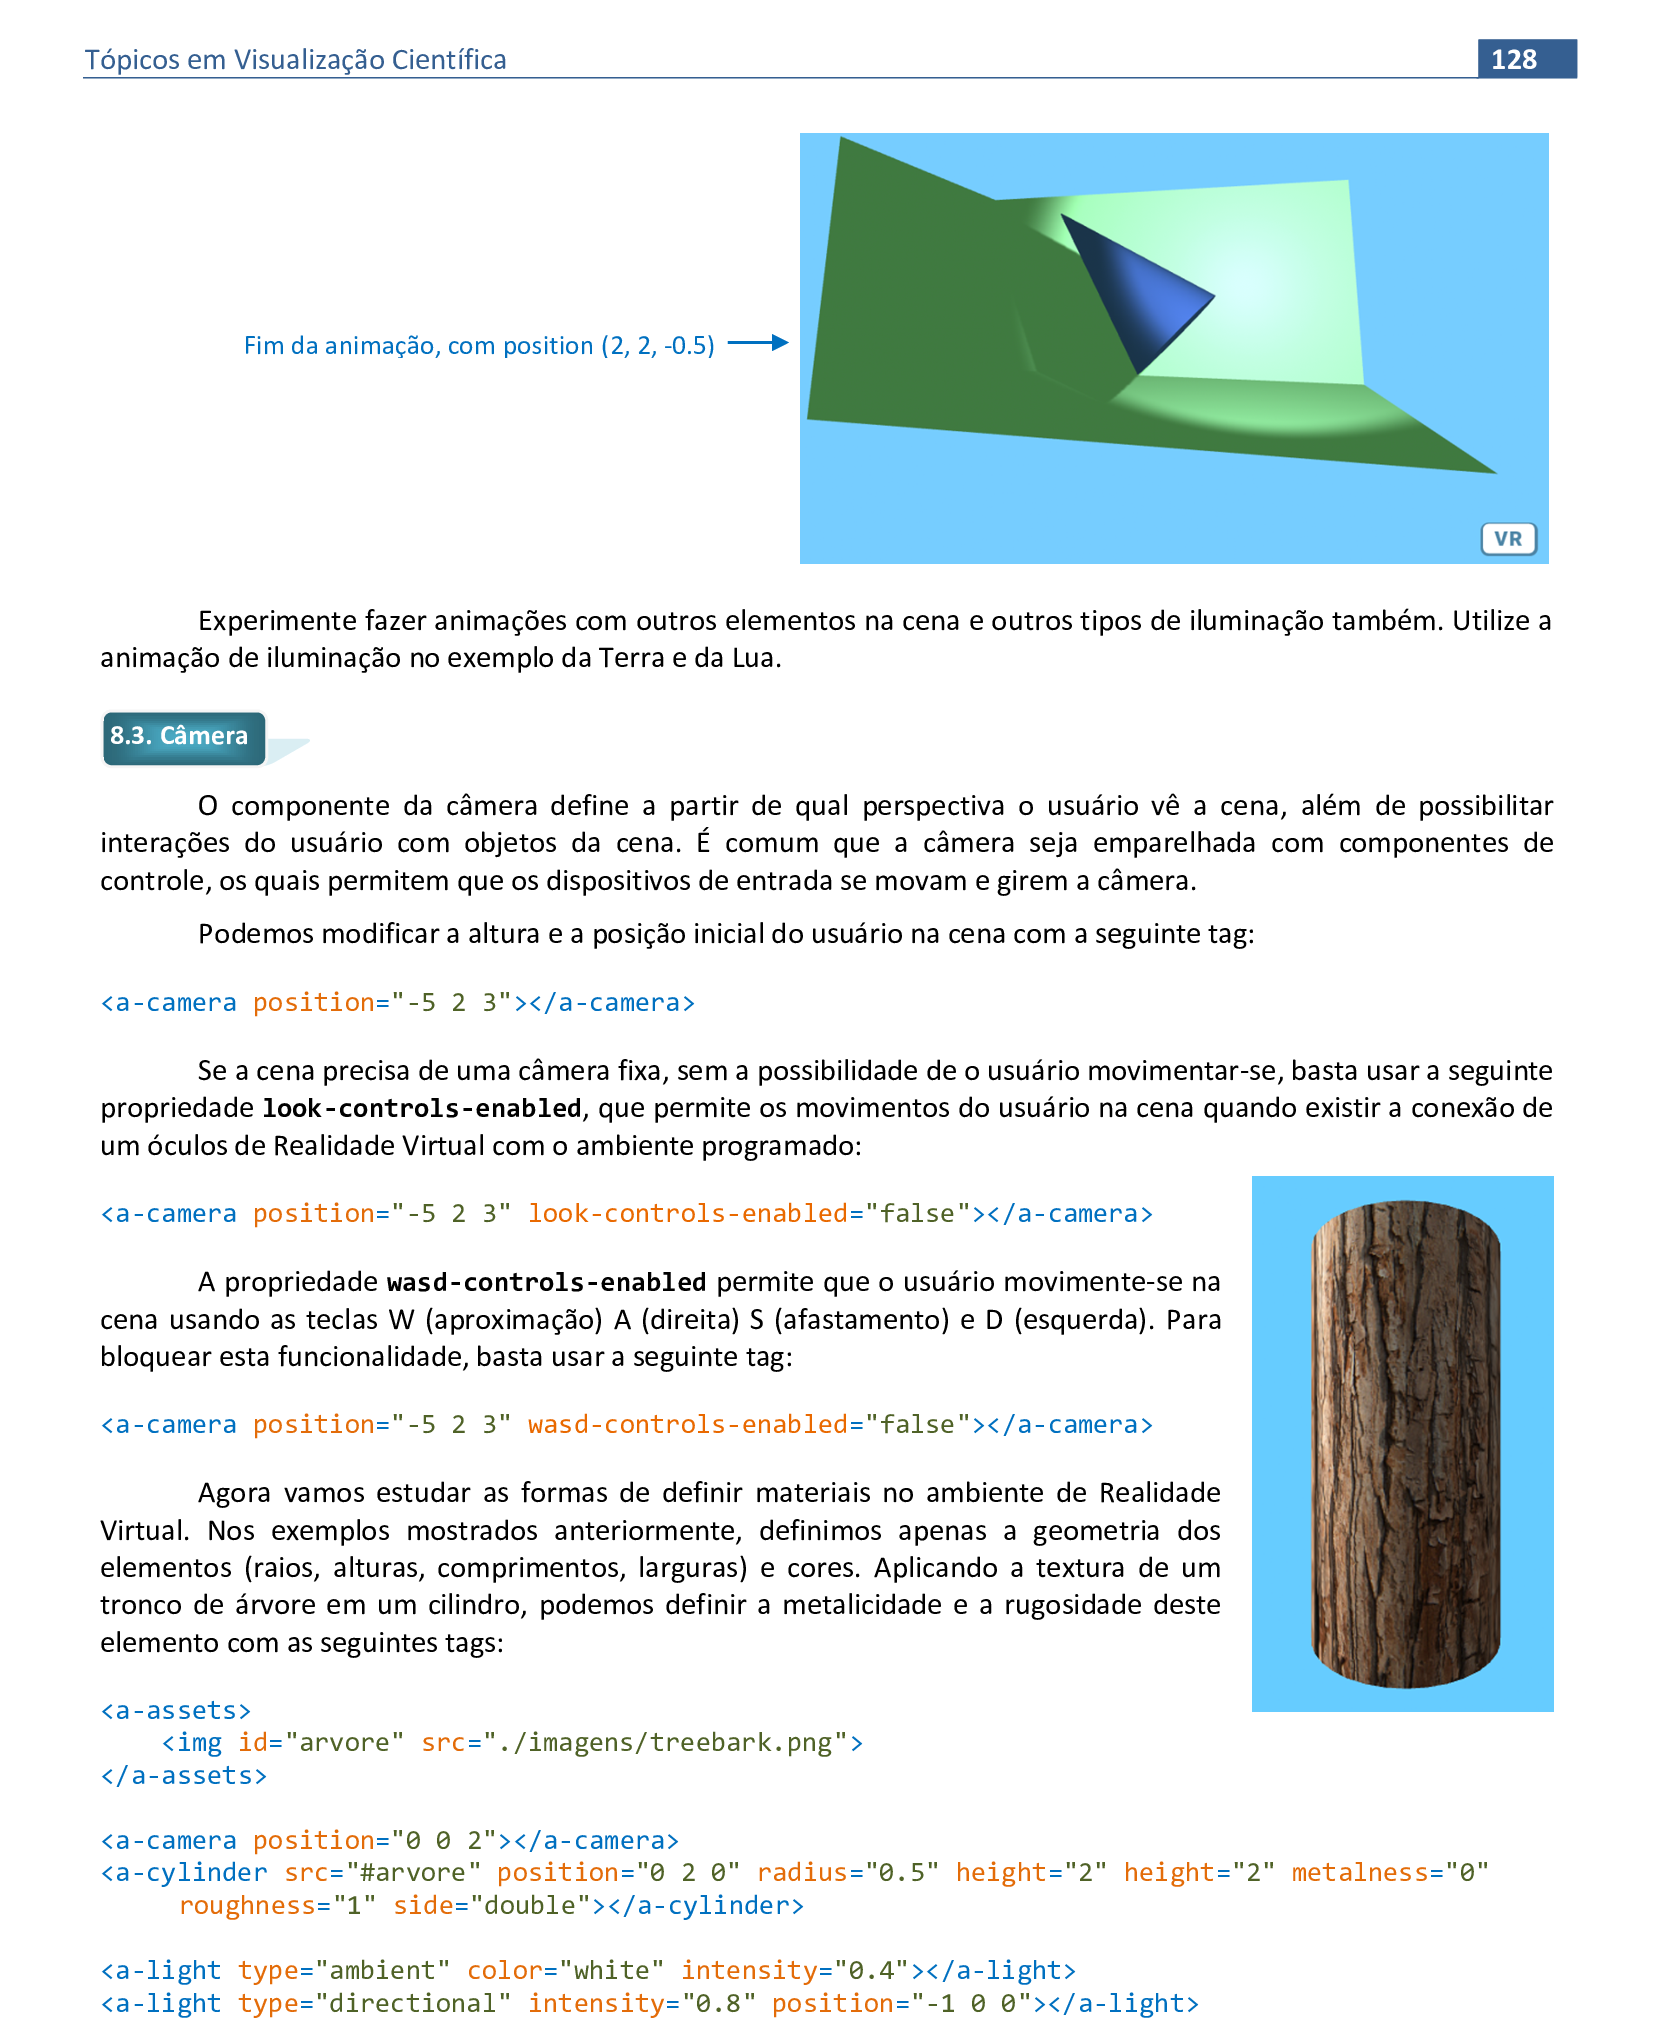 Tópicos em Visualização Científica 128
Fim da animação, com position (2, 2, -0.5)
VR
Experimente fazer animações com outros elementos na cena e outros tipos de iluminação também. Utilize a
animação de iluminação no exemplo da Terra e da Lua.
8.3. Câmera
O componente da câmera define a partir de qual perspectiva o usuário vê a cena, além de possibilitar
interações do usuário com objetos da cena. É comum que a câmera seja emparelhada com componentes de
controle, os quais permitem que os dispositivos de entrada se movam e girem a câmera.
Podemos modificar a altura e a posição inicial do usuário na cena com a seguinte tag:
<a-camera position="-5 2 3"></a-camera>
Se a cena precisa de uma câmera fixa, sem a possibilidade de o usuário movimentar-se, basta usar a seguinte
propriedade look-controls-enabled, que permite os movimentos do usuário na cena quando existir a conexão de
um óculos de Realidade Virtual com o ambiente programado:
<a-camera position="-5 2 3" look-controls-enabled="false"></a-camera>
A propriedade wasd-controls-enabled permite que o usuário movimente-se na
cena usando as teclas W (aproximação) A (direita) S (afastamento) e D (esquerda). Para
bloquear esta funcionalidade, basta usar a seguinte tag:
<a-camera position="-5 2 3" wasd-controls-enabled="false"></a-camera>
Agora vamos estudar as formas de definir materiais no ambiente de Realidade
Virtual. Nos exemplos mostrados anteriormente, definimos apenas a geometria dos
elementos (raios, alturas, comprimentos, larguras) e cores. Aplicando a textura de um
tronco de árvore em um cilindro, podemos definir a metalicidade e a rugosidade deste
elemento com as seguintes tags:
<a-assets>
<img id="arvore" src="./imagens/treebark.png">
</a-assets>
<a-camera position="0 0 2"></a-camera>
<a-cylinder src="#arvore" position="0 2 0" radius="0.5" height="2" height="2" metalness="0"
roughness="1" side="double"></a-cylinder>
<a-light type="ambient" color="white" intensity="0.4"></a-light>
<a-light type="directional" intensity="0.8" position="-1 0 0"></a-light>